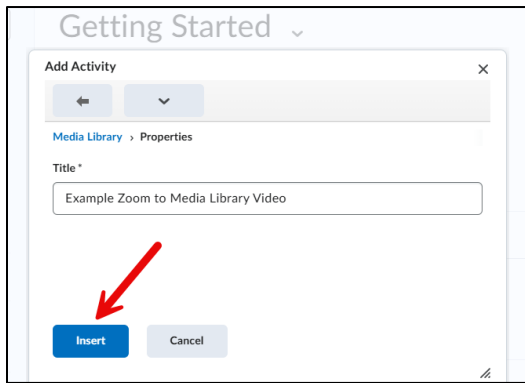 Getting Started
Add Activity
Media Library › Properties
Title *
Example Zoom to Media Library Video
Insert Cancel